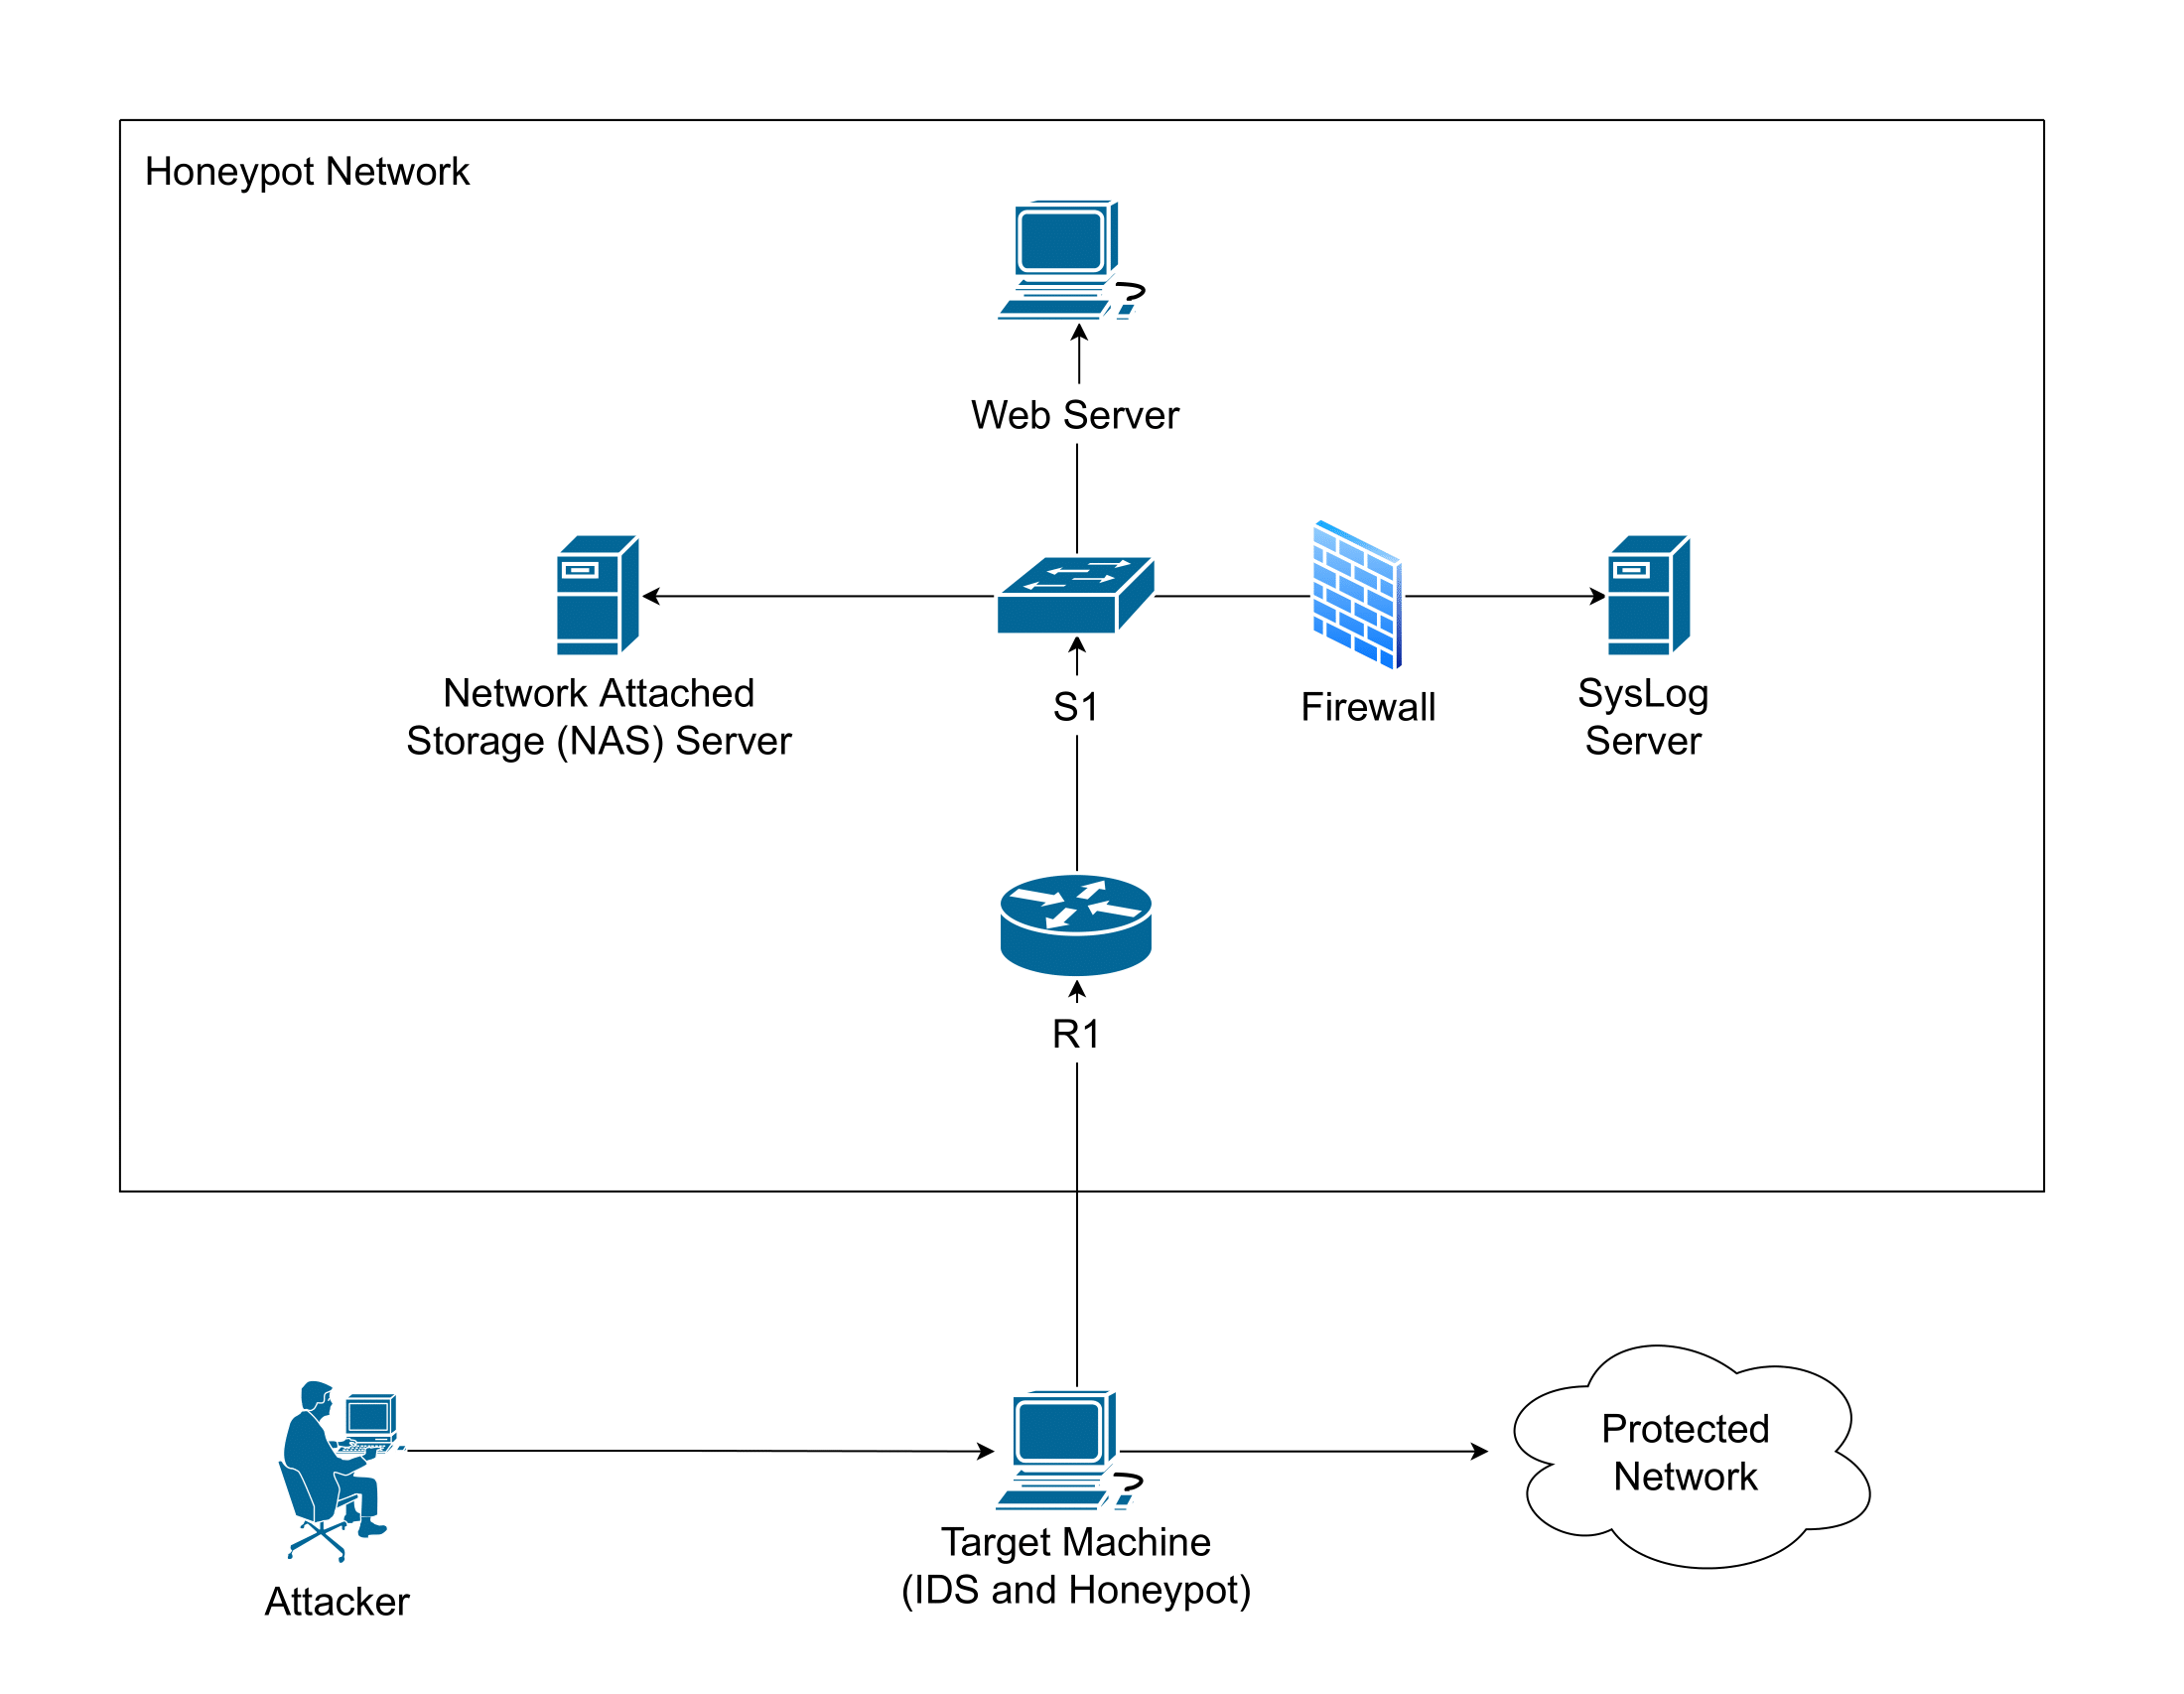 Honeypot Network
Web Server
Network Attached
Storage (NAS) Server
S1
Firewall
SysLog
Server
R1
Protected
Network
Target Machine
(IDS and Honeypot)
Attacker